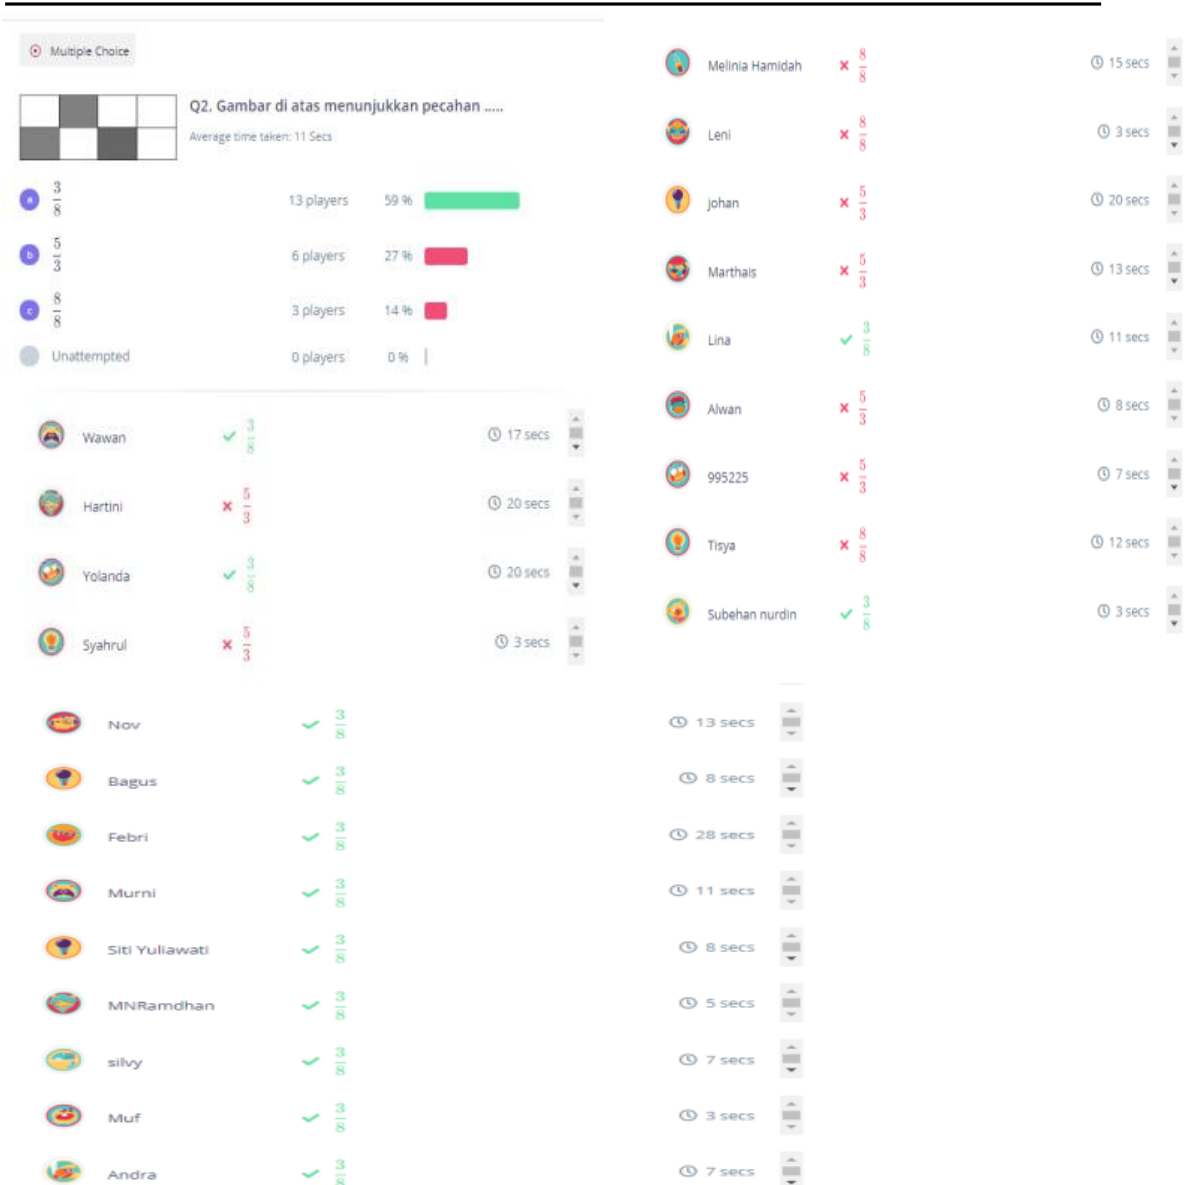 Multiple Choice
Q2. Gambar di atas menunjukkan pecahan .....
Average time taken: 11 Secs
a 3/8 13 players 59 %
b 5/3 6 players 27 %
c 8/8 3 players 14 %
Unattempted 0 players 0 %
Wawan 3/8 17 secs
Hartini 5/3 20 secs
Yolanda 3/8 20 secs
Syahrul 5/3 3 secs
Melinia Hamidah 8/8 15 secs
Leni 8/8 3 secs
johan 5/3 20 secs
Marthais 5/3 13 secs
Lina 3/8 11 secs
Alwan 5/3 8 secs
995225 5/3 7 secs
Tisya 8/8 12 secs
Subehan nurdin 3/8 3 secs
Nov 3/8 13 secs
Bagus 3/8 8 secs
Febri 3/8 28 secs
Murni 3/8 11 secs
Siti Yuliawati 3/8 8 secs
MNRamdhan 3/8 5 secs
silvy 3/8 7 secs
Muf 3/8 3 secs
Andra 3/8 7 secs